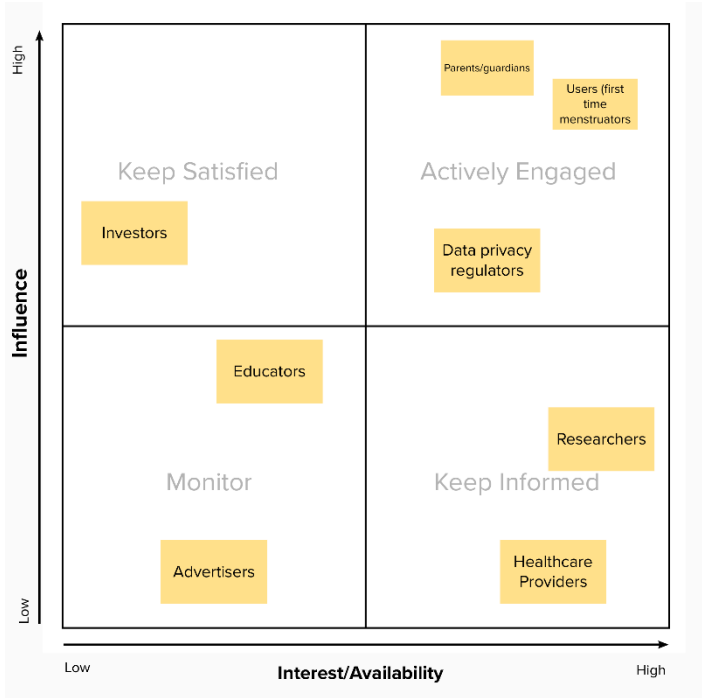 High
Parents/guardians
Users (first
time
menstruators
Keep Satisfied
Actively Engaged
Investors
Data privacy
regulators
Influence
Educators
Researchers
Monitor
Keep Informed
Advertisers
Healthcare
Providers
Low
Low
Interest/Availability
High